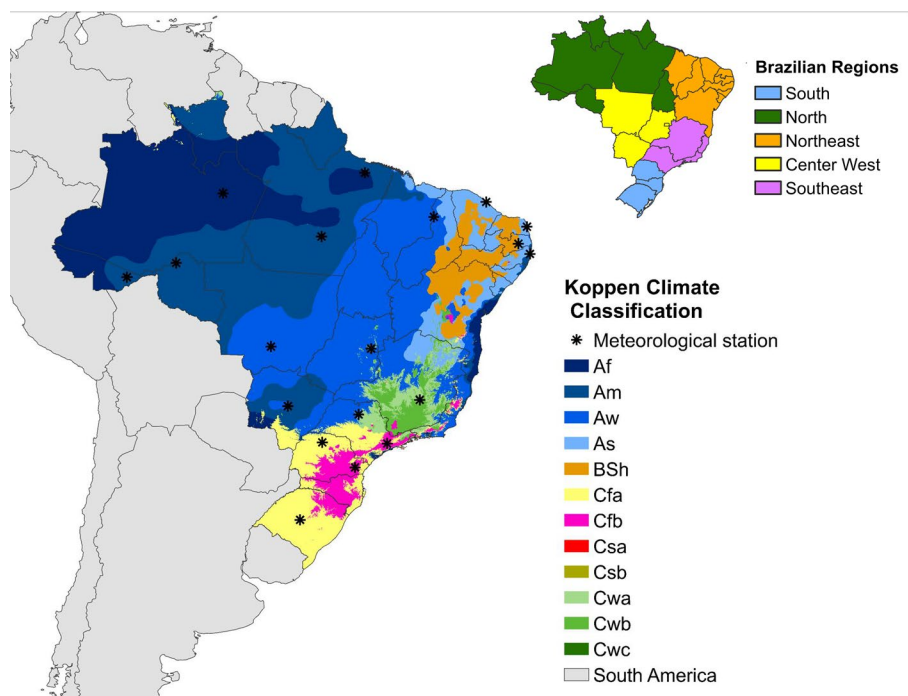 Brazilian Regions
South
North
Northeast
Center West
Southeast
Koppen Climate
Classification
Meteorological station
Af
Am
Aw
As
BSh
Cfa
Cfb
Csa
Csb
Cwa
Cwb
Cwc
South America